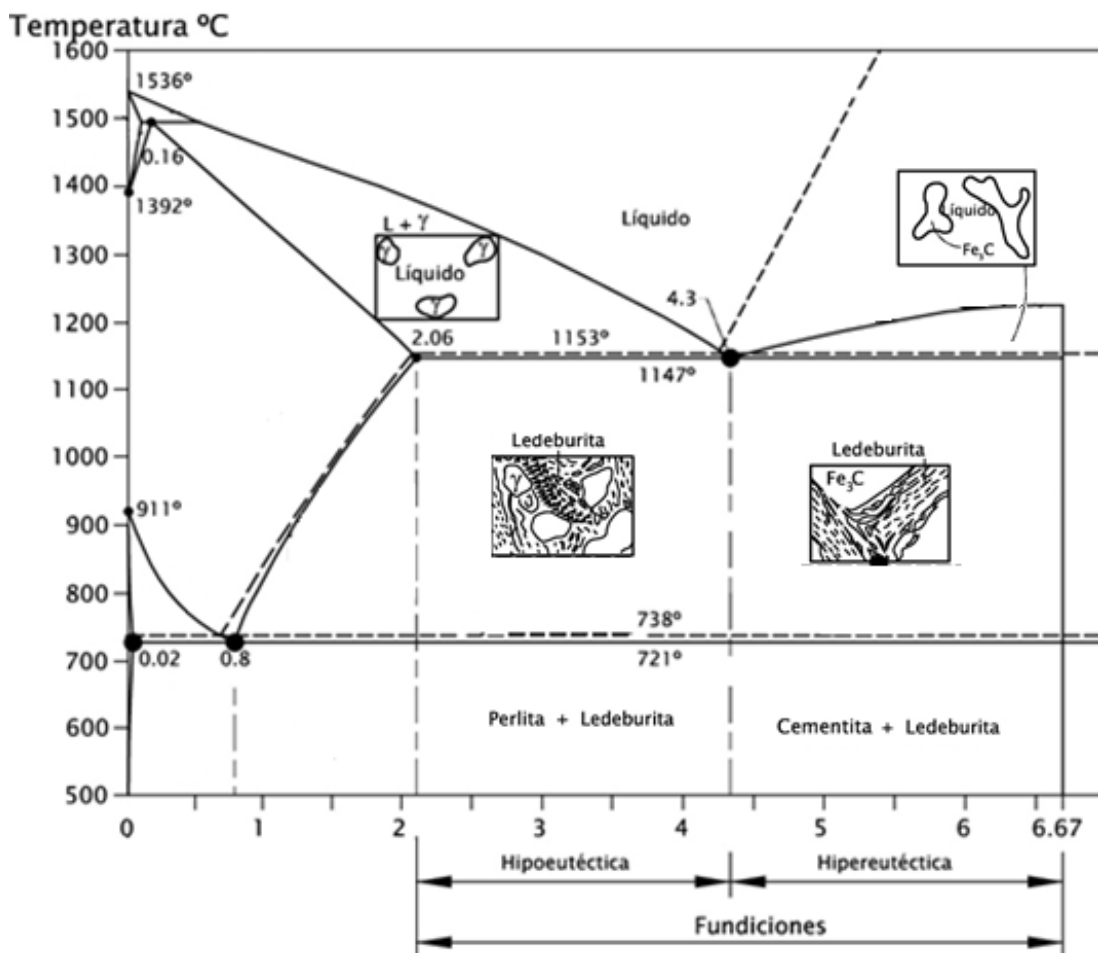 Temperatura ºC
1600
1536º
1500
0.16
1400
1392º
L + γ
γ
γ
Líquido
γ
Líquido
Líquido
Fe3C
1300
4.3
1200
2.06
1153º
1147º
1100
Ledeburita
γ
Ledeburita
Fe3C
1000
911º
900
800
738º
721º
700
0.02
0.8
Perlita + Ledeburita
Cementita + Ledeburita
600
500
0 1 2 3 4 5 6 6.67
Hipoeutéctica
Hipereutéctica
Fundiciones